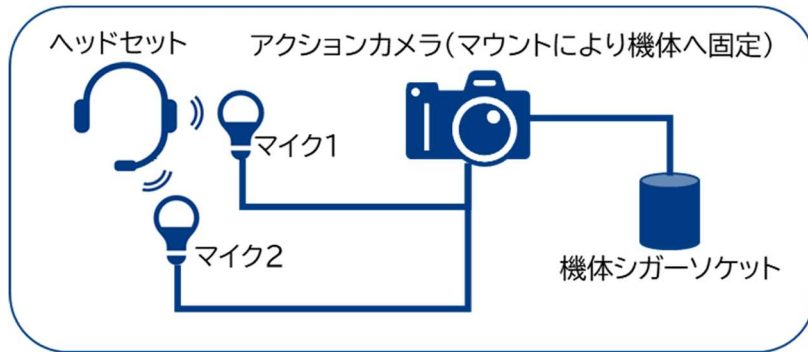 ヘッドセット
アクションカメラ(マウントにより機体へ固定)
マイク1
マイク2
機体シガーソケット